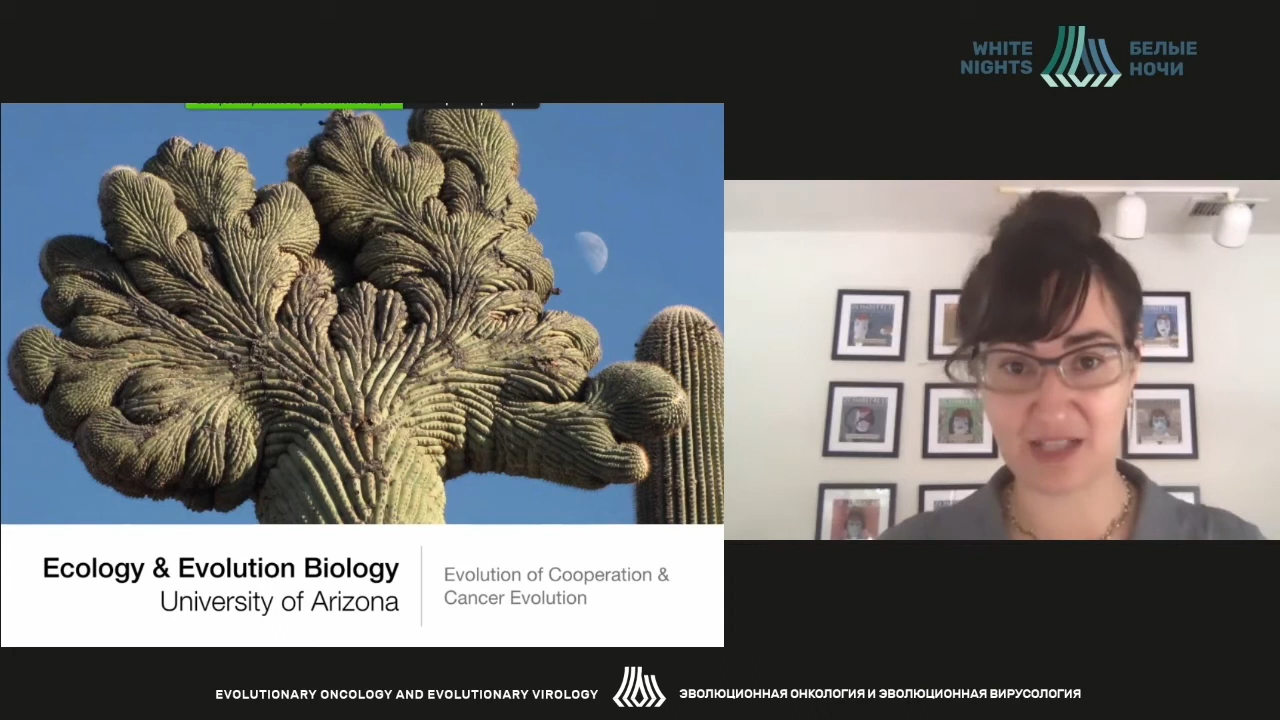 WHITE
NIGHTS
БЕЛЫЕ
НОЧИ
Ecology & Evolution Biology
University of Arizona
Evolution of Cooperation &
Cancer Evolution
EVOLUTIONARY ONCOLOGY AND EVOLUTIONARY VIROLOGY
ЭВОЛЮЦИОННАЯ ОНКОЛОГИЯ И ЭВОЛЮЦИОННАЯ ВИРУСОЛОГИЯ